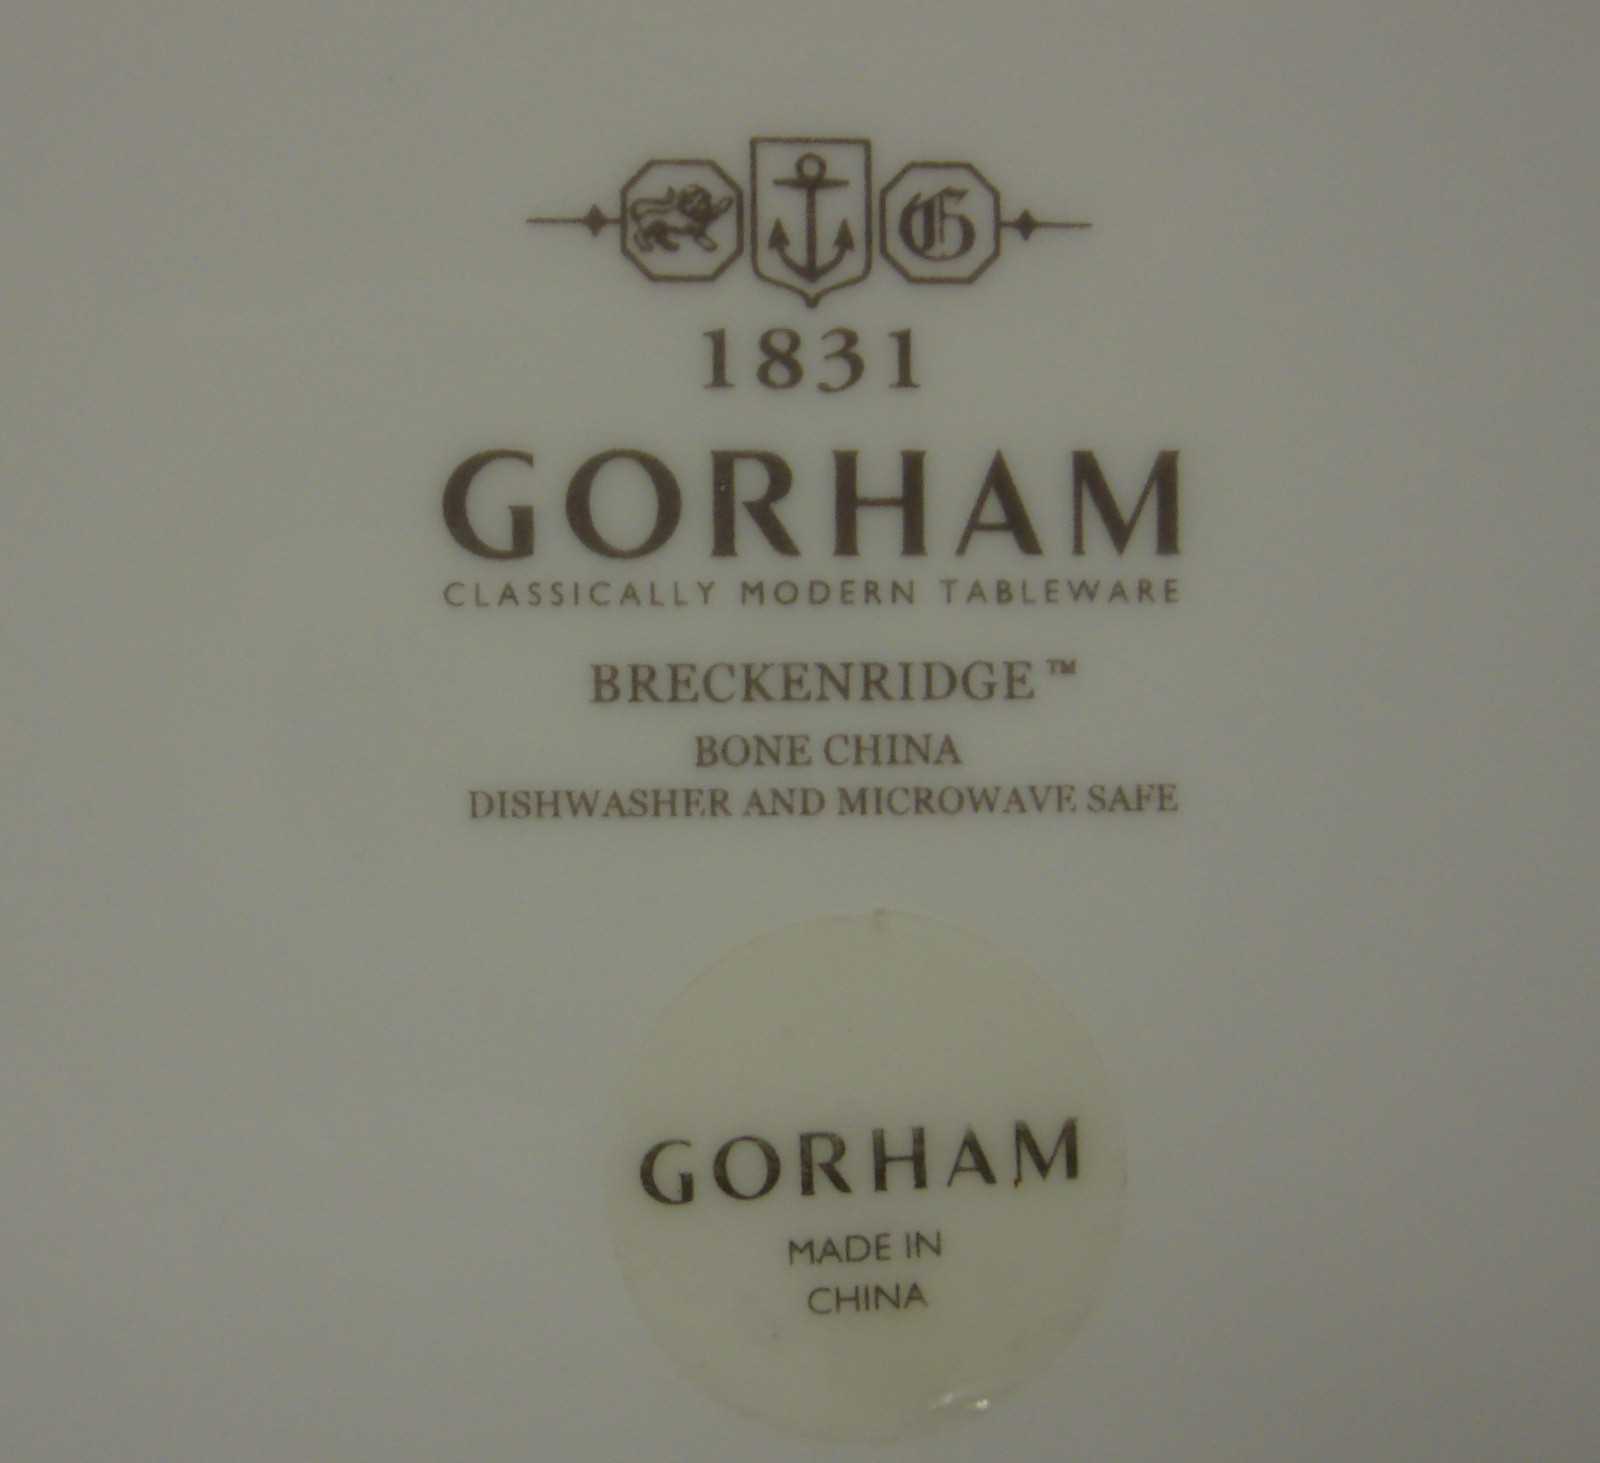 G
1831
GORHAM
CLASSICALLY MODERN TABLEWARE
BRECKENRIDGE™
BONE CHINA
DISHWASHER AND MICROWAVE SAFE
GORHAM
MADE IN
CHINA